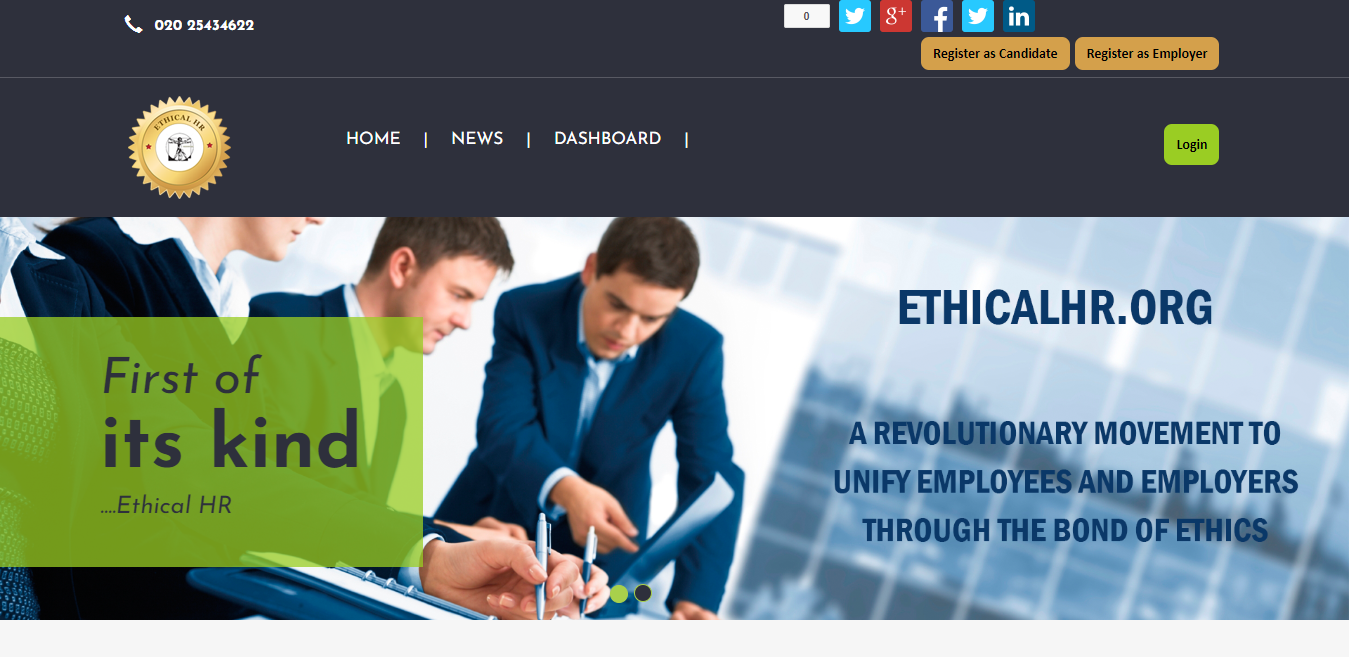 020 25434622
0
g+
f
in
Register as Candidate
Register as Employer
ETHICAL HR
HOME | NEWS | DASHBOARD |
Login
First of
its kind
....Ethical HR
ETHICALHR.ORG
A REVOLUTIONARY MOVEMENT TO
UNIFY EMPLOYEES AND EMPLOYERS
THROUGH THE BOND OF ETHICS